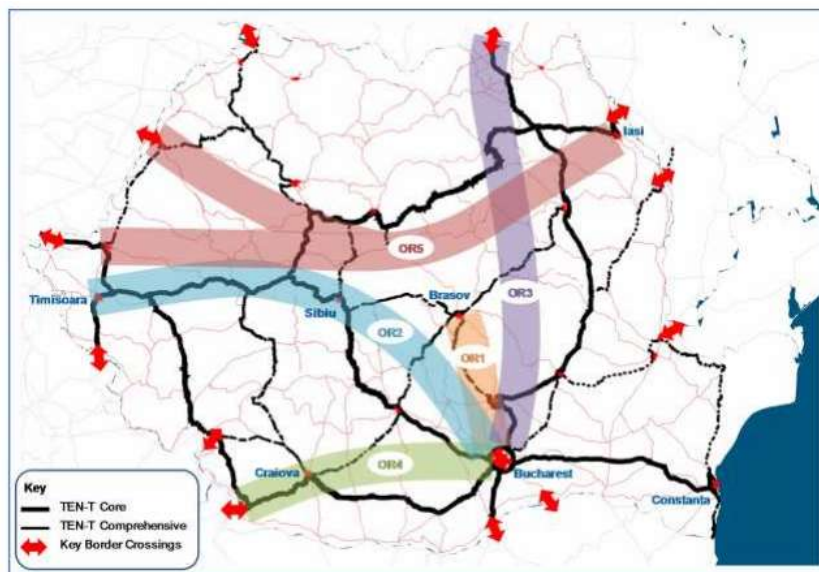 Iasi
OR5
Timisoara
Brasov
OR3
Sibiu
OR2
OR1
OR4
Craiova
Bucharest
Constanta
Key
TEN-T Core
TEN-T Comprehensive
Key Border Crossings